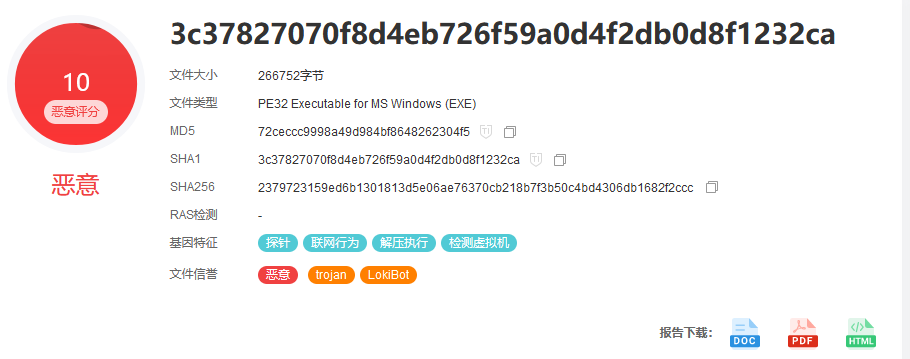 3c37827070f8d4eb726f59a0d4f2db0d8f1232ca
10
恶意评分
恶意
文件大小 266752字节
文件类型 PE32 Executable for MS Windows (EXE)
MD5 72ceccc9998a49d984bf8648262304f5
SHA1 3c37827070f8d4eb726f59a0d4f2db0d8f1232ca
SHA256 2379723159ed6b1301813d5e06ae76370cb218b7f3b50c4bd4306db1682f2ccc
RAS检测 -
基因特征 探针 联网行为 解压执行 检测虚拟机
文件信誉 恶意 trojan LokiBot
报告下载: DOC PDF HTML